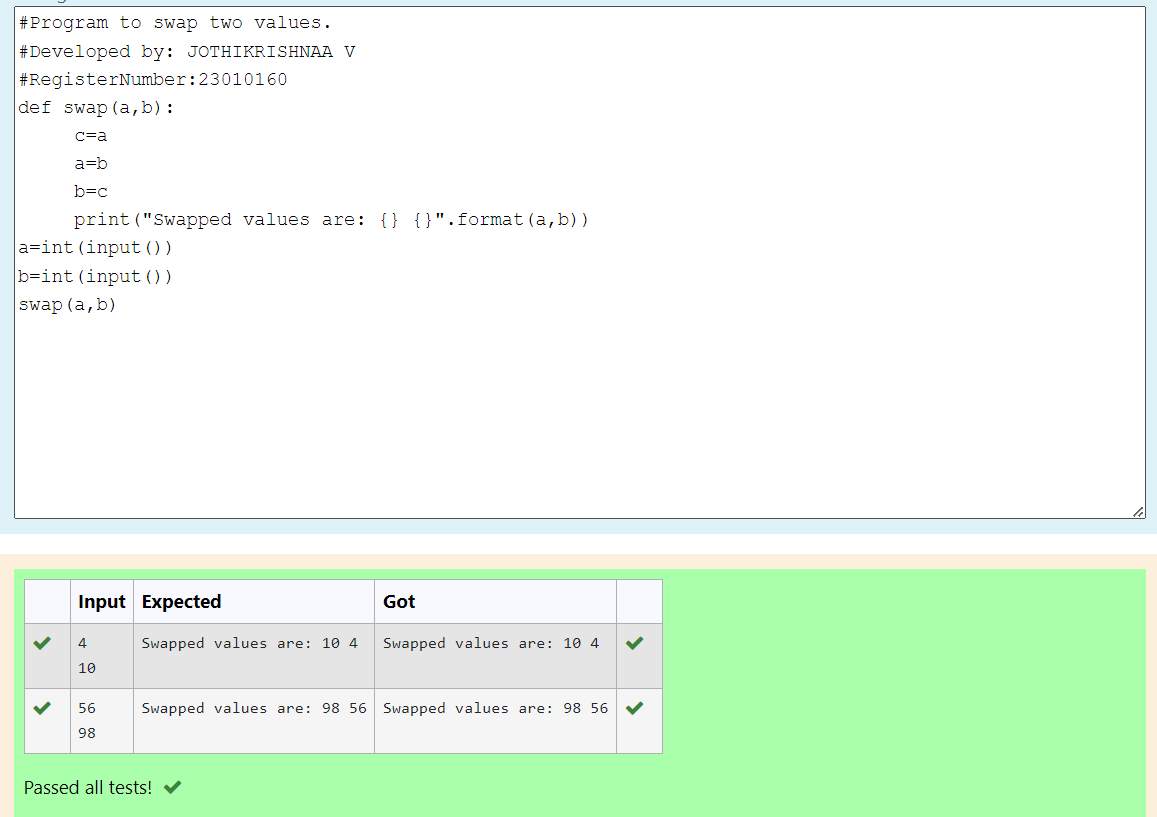 #Program to swap two values.
#Developed by: JOTHIKRISHNAA V
#RegisterNumber:23010160
def swap(a,b):
     c=a
     a=b
     b=c
     print("Swapped values are: {} {}".format(a,b))
a=int(input())
b=int(input())
swap(a,b)
Input Expected Got
4 Swapped values are: 10 4 Swapped values are: 10 4
10
56 Swapped values are: 98 56 Swapped values are: 98 56
98
Passed all tests!